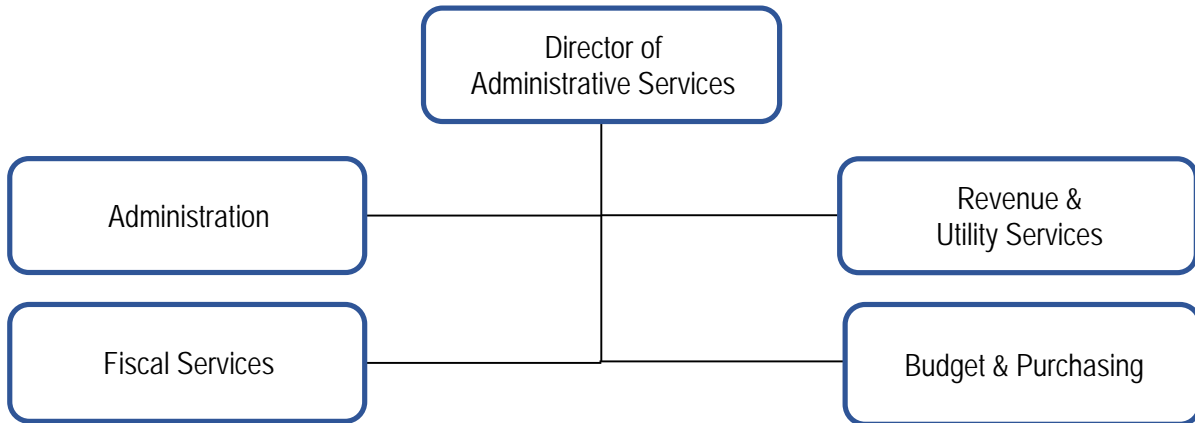 Director of
Administrative Services
Administration
Revenue &
Utility Services
Fiscal Services
Budget & Purchasing